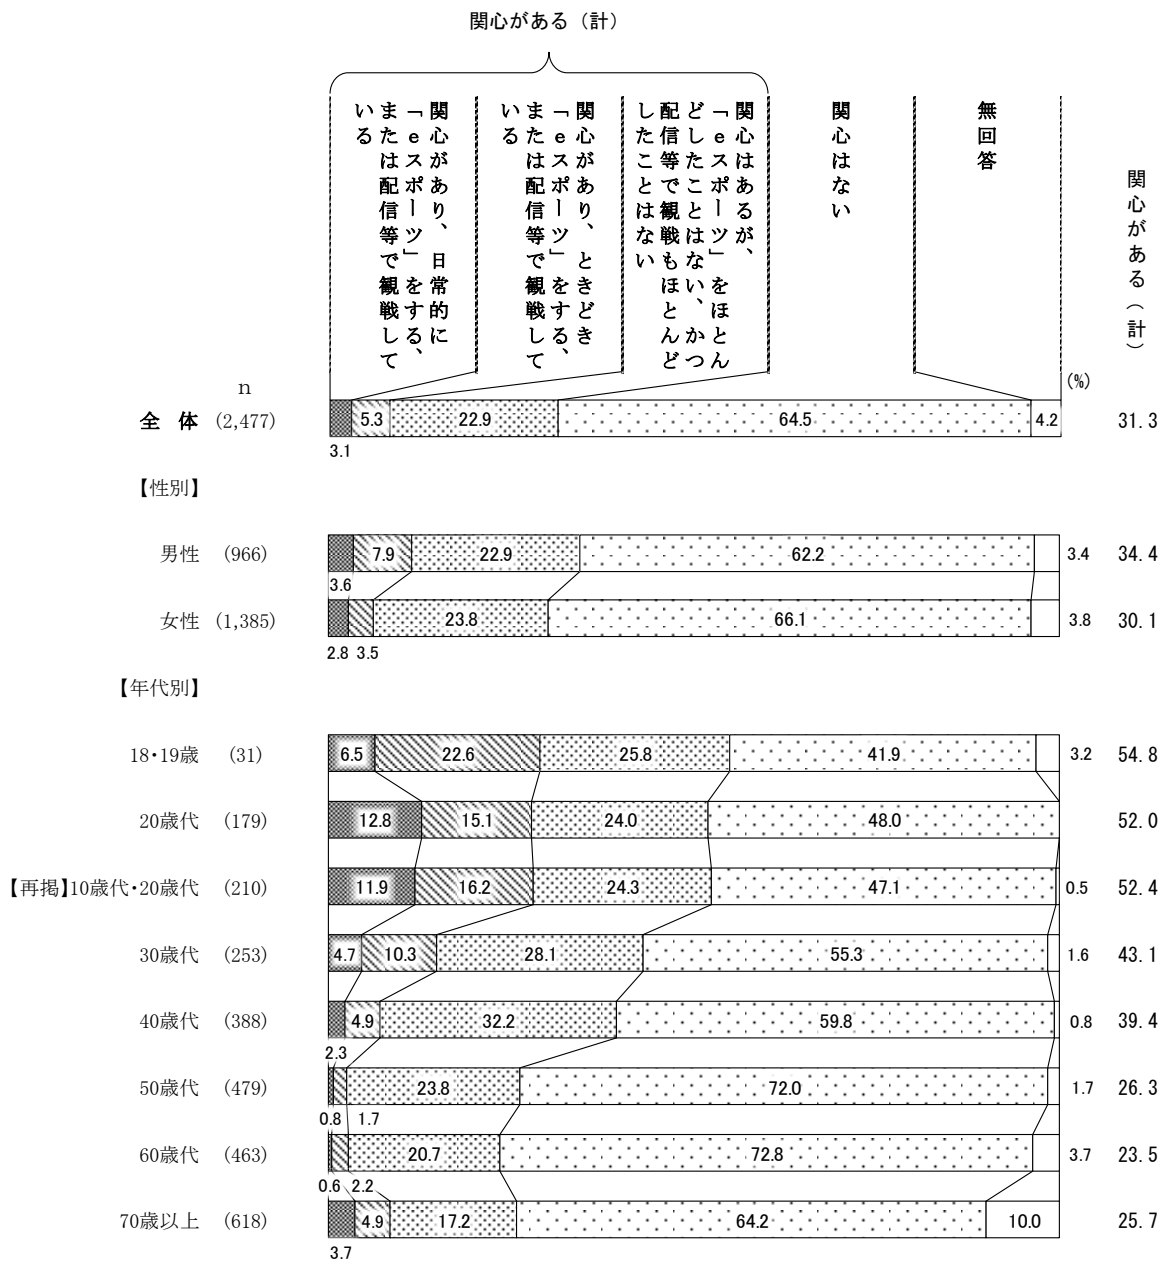 関心がある（計）
関心があり、日常的に
「eスポーツ」をする、
または配信等で観戦して
いる
関心があり、ときどき
「eスポーツ」をする、
または配信等で観戦して
いる
関心はあるが、
「eスポーツ」をほとん
どしたことはない、かつ
配信等で観戦もほとんど
したことはない
関心はない
無回答
関心がある（計）
(%)
n
全 体 (2,477) 5.3 22.9 64.5 4.2 31.3
3.1
【性別】
男性 (966) 7.9 22.9 62.2 3.4 34.4
3.6
女性 (1,385) 23.8 66.1 3.8 30.1
2.8 3.5
【年代別】
18・19歳 (31) 6.5 22.6 25.8 41.9 3.2 54.8
20歳代 (179) 12.8 15.1 24.0 48.0 52.0
【再掲】10歳代・20歳代 (210) 11.9 16.2 24.3 47.1 0.5 52.4
30歳代 (253) 4.7 10.3 28.1 55.3 1.6 43.1
40歳代 (388) 4.9 32.2 59.8 0.8 39.4
2.3
50歳代 (479) 23.8 72.0 1.7 26.3
0.8 1.7
60歳代 (463) 20.7 72.8 3.7 23.5
0.6 2.2
70歳以上 (618) 4.9 17.2 64.2 10.0 25.7
3.7